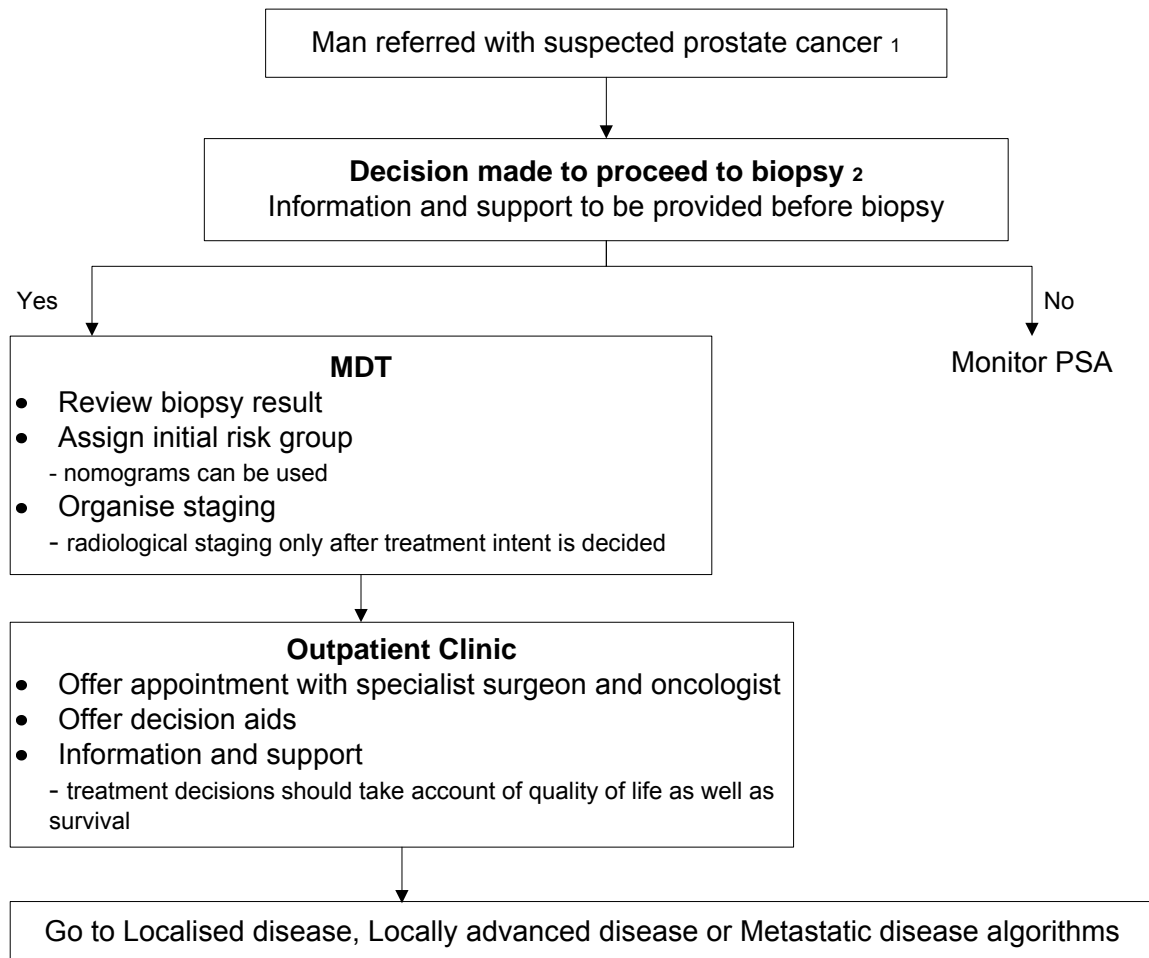 Man referred with suspected prostate cancer 1
Decision made to proceed to biopsy 2
Information and support to be provided before biopsy
Yes
No
MDT
• Review biopsy result
• Assign initial risk group
- nomograms can be used
• Organise staging
- radiological staging only after treatment intent is decided
Monitor PSA
Outpatient Clinic
• Offer appointment with specialist surgeon and oncologist
• Offer decision aids
• Information and support
- treatment decisions should take account of quality of life as well as
survival
Go to Localised disease, Locally advanced disease or Metastatic disease algorithms